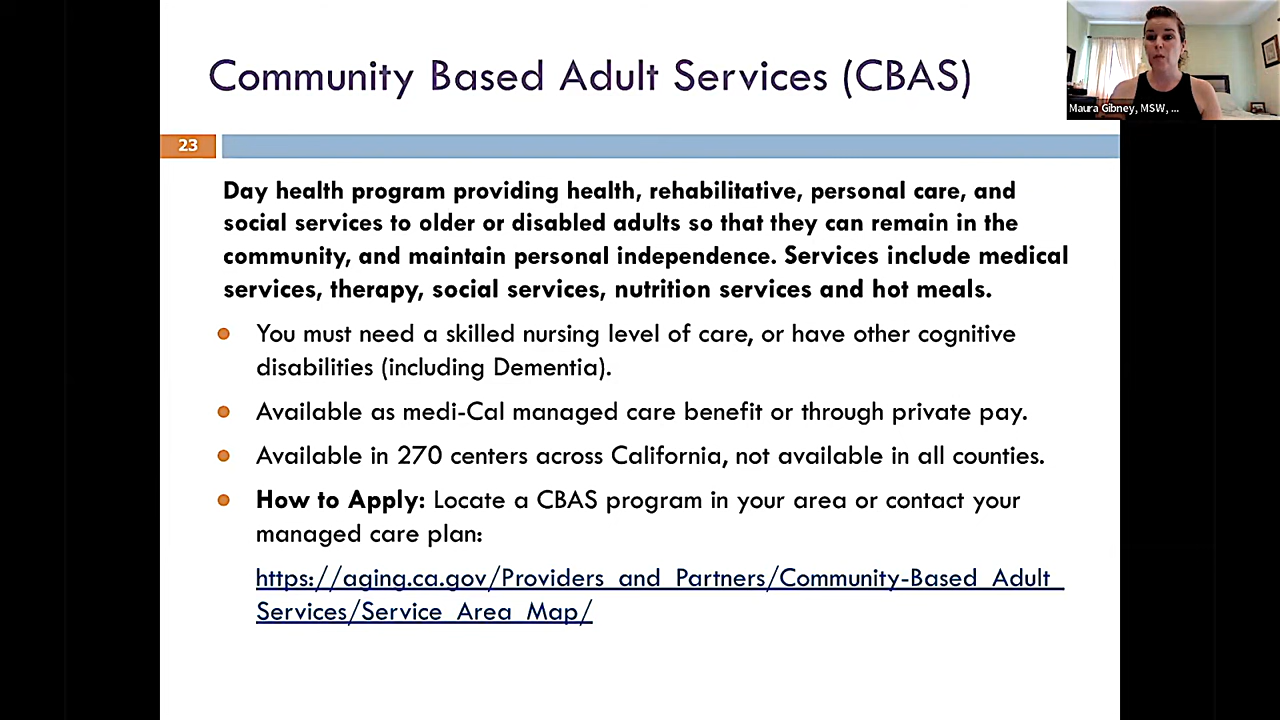 Community Based Adult Services (CBAS)
Maura Gibney, MSW, ...
23
Day health program providing health, rehabilitative, personal care, and
social services to older or disabled adults so that they can remain in the
community, and maintain personal independence. Services include medical
services, therapy, social services, nutrition services and hot meals.
You must need a skilled nursing level of care, or have other cognitive
disabilities (including Dementia).
Available as medi-Cal managed care benefit or through private pay.
Available in 270 centers across California, not available in all counties.
How to Apply: Locate a CBAS program in your area or contact your
managed care plan:
https://aging.ca.gov/Providers_and_Partners/Community-Based_Adult_
Services/Service_Area_Map/